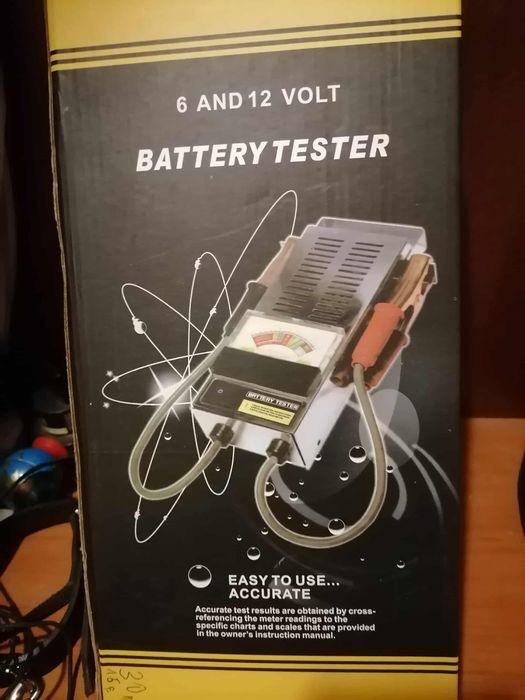 6 AND 12 VOLT
BATTERY TESTER
BATTERY TESTER
EASY TO USE...
ACCURATE
Accurate test results are obtained by cross-
referencing the meter readings to the
specific charts and scales that are provided
in the owner's instruction manual.